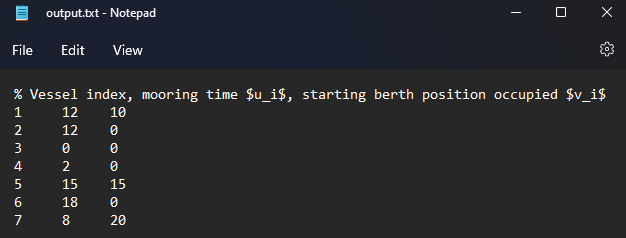 output.txt - Notepad
File Edit View
% Vessel index, mooring time $u_i$, starting berth position occupied $v_i$
1 12 10
2 12 0
3 0 0
4 2 0
5 15 15
6 18 0
7 8 20